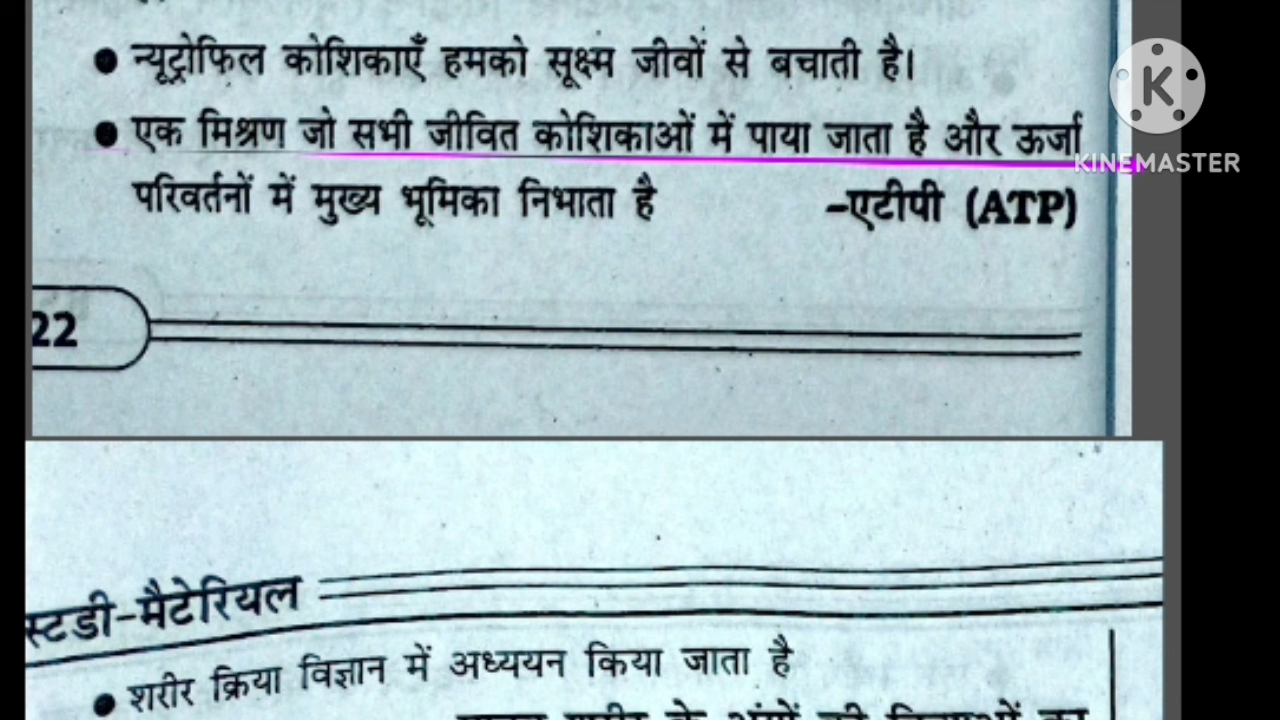 ● न्यूट्रोफिल कोशिकाएँ हमको सूक्ष्म जीवों से बचाती है।
● एक मिश्रण जो सभी जीवित कोशिकाओं में पाया जाता है और ऊर्जा
KINEMASTER
परिवर्तनों में मुख्य भूमिका निभाता है –एटीपी (ATP)
22
स्टडी-मैटेरियल
● शरीर क्रिया विज्ञान में अध्ययन किया जाता है